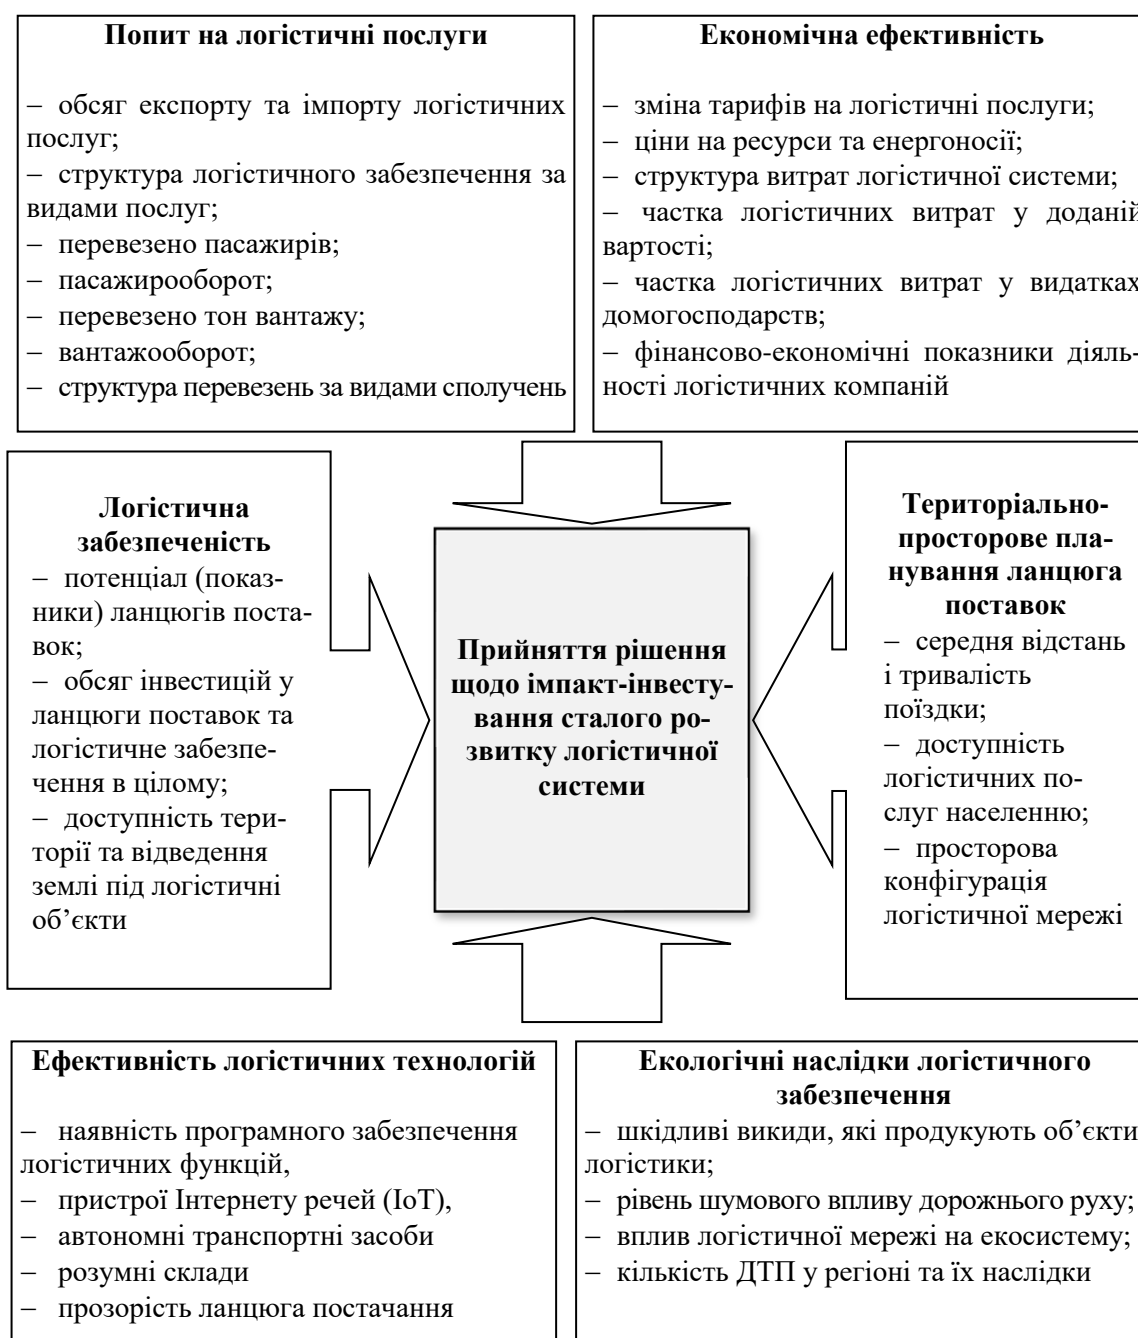 Попит на логістичні послуги
– обсяг експорту та імпорту логістичних
послуг;
– структура логістичного забезпечення за
видами послуг;
– перевезено пасажирів;
– пасажирооборот;
– перевезено тон вантажу;
– вантажооборот;
– структура перевезень за видами сполучень
Економічна ефективність
– зміна тарифів на логістичні послуги;
– ціни на ресурси та енергоносії;
– структура витрат логістичної системи;
– частка логістичних витрат у доданій
вартості;
– частка логістичних витрат у видатках
домогосподарств;
– фінансово-економічні показники діяль-
ності логістичних компаній
Логістична
забезпеченість
– потенціал (показ-
ники) ланцюгів поста-
вок;
– обсяг інвестицій у
ланцюги поставок та
логістичне забезпе-
чення в цілому;
– доступність тери-
торії та відведення
землі під логістичні
об’єкти
Прийняття рішення
щодо імпакт-інвесту-
вання сталого ро-
звитку логістичної
системи
Територіально-
просторове пла-
нування ланцюга
поставок
– середня відстань
і тривалість
поїздки;
– доступність
логістичних по-
слуг населенню;
– просторова
конфігурація
логістичної мережі
Ефективність логістичних технологій
– наявність програмного забезпечення
логістичних функцій,
– пристрої Інтернету речей (IoT),
– автономні транспортні засоби
– розумні склади
– прозорість ланцюга постачання
Екологічні наслідки логістичного
забезпечення
– шкідливі викиди, які продукують об’єкти
логістики;
– рівень шумового впливу дорожнього руху;
– вплив логістичної мережі на екосистему;
– кількість ДТП у регіоні та їх наслідки